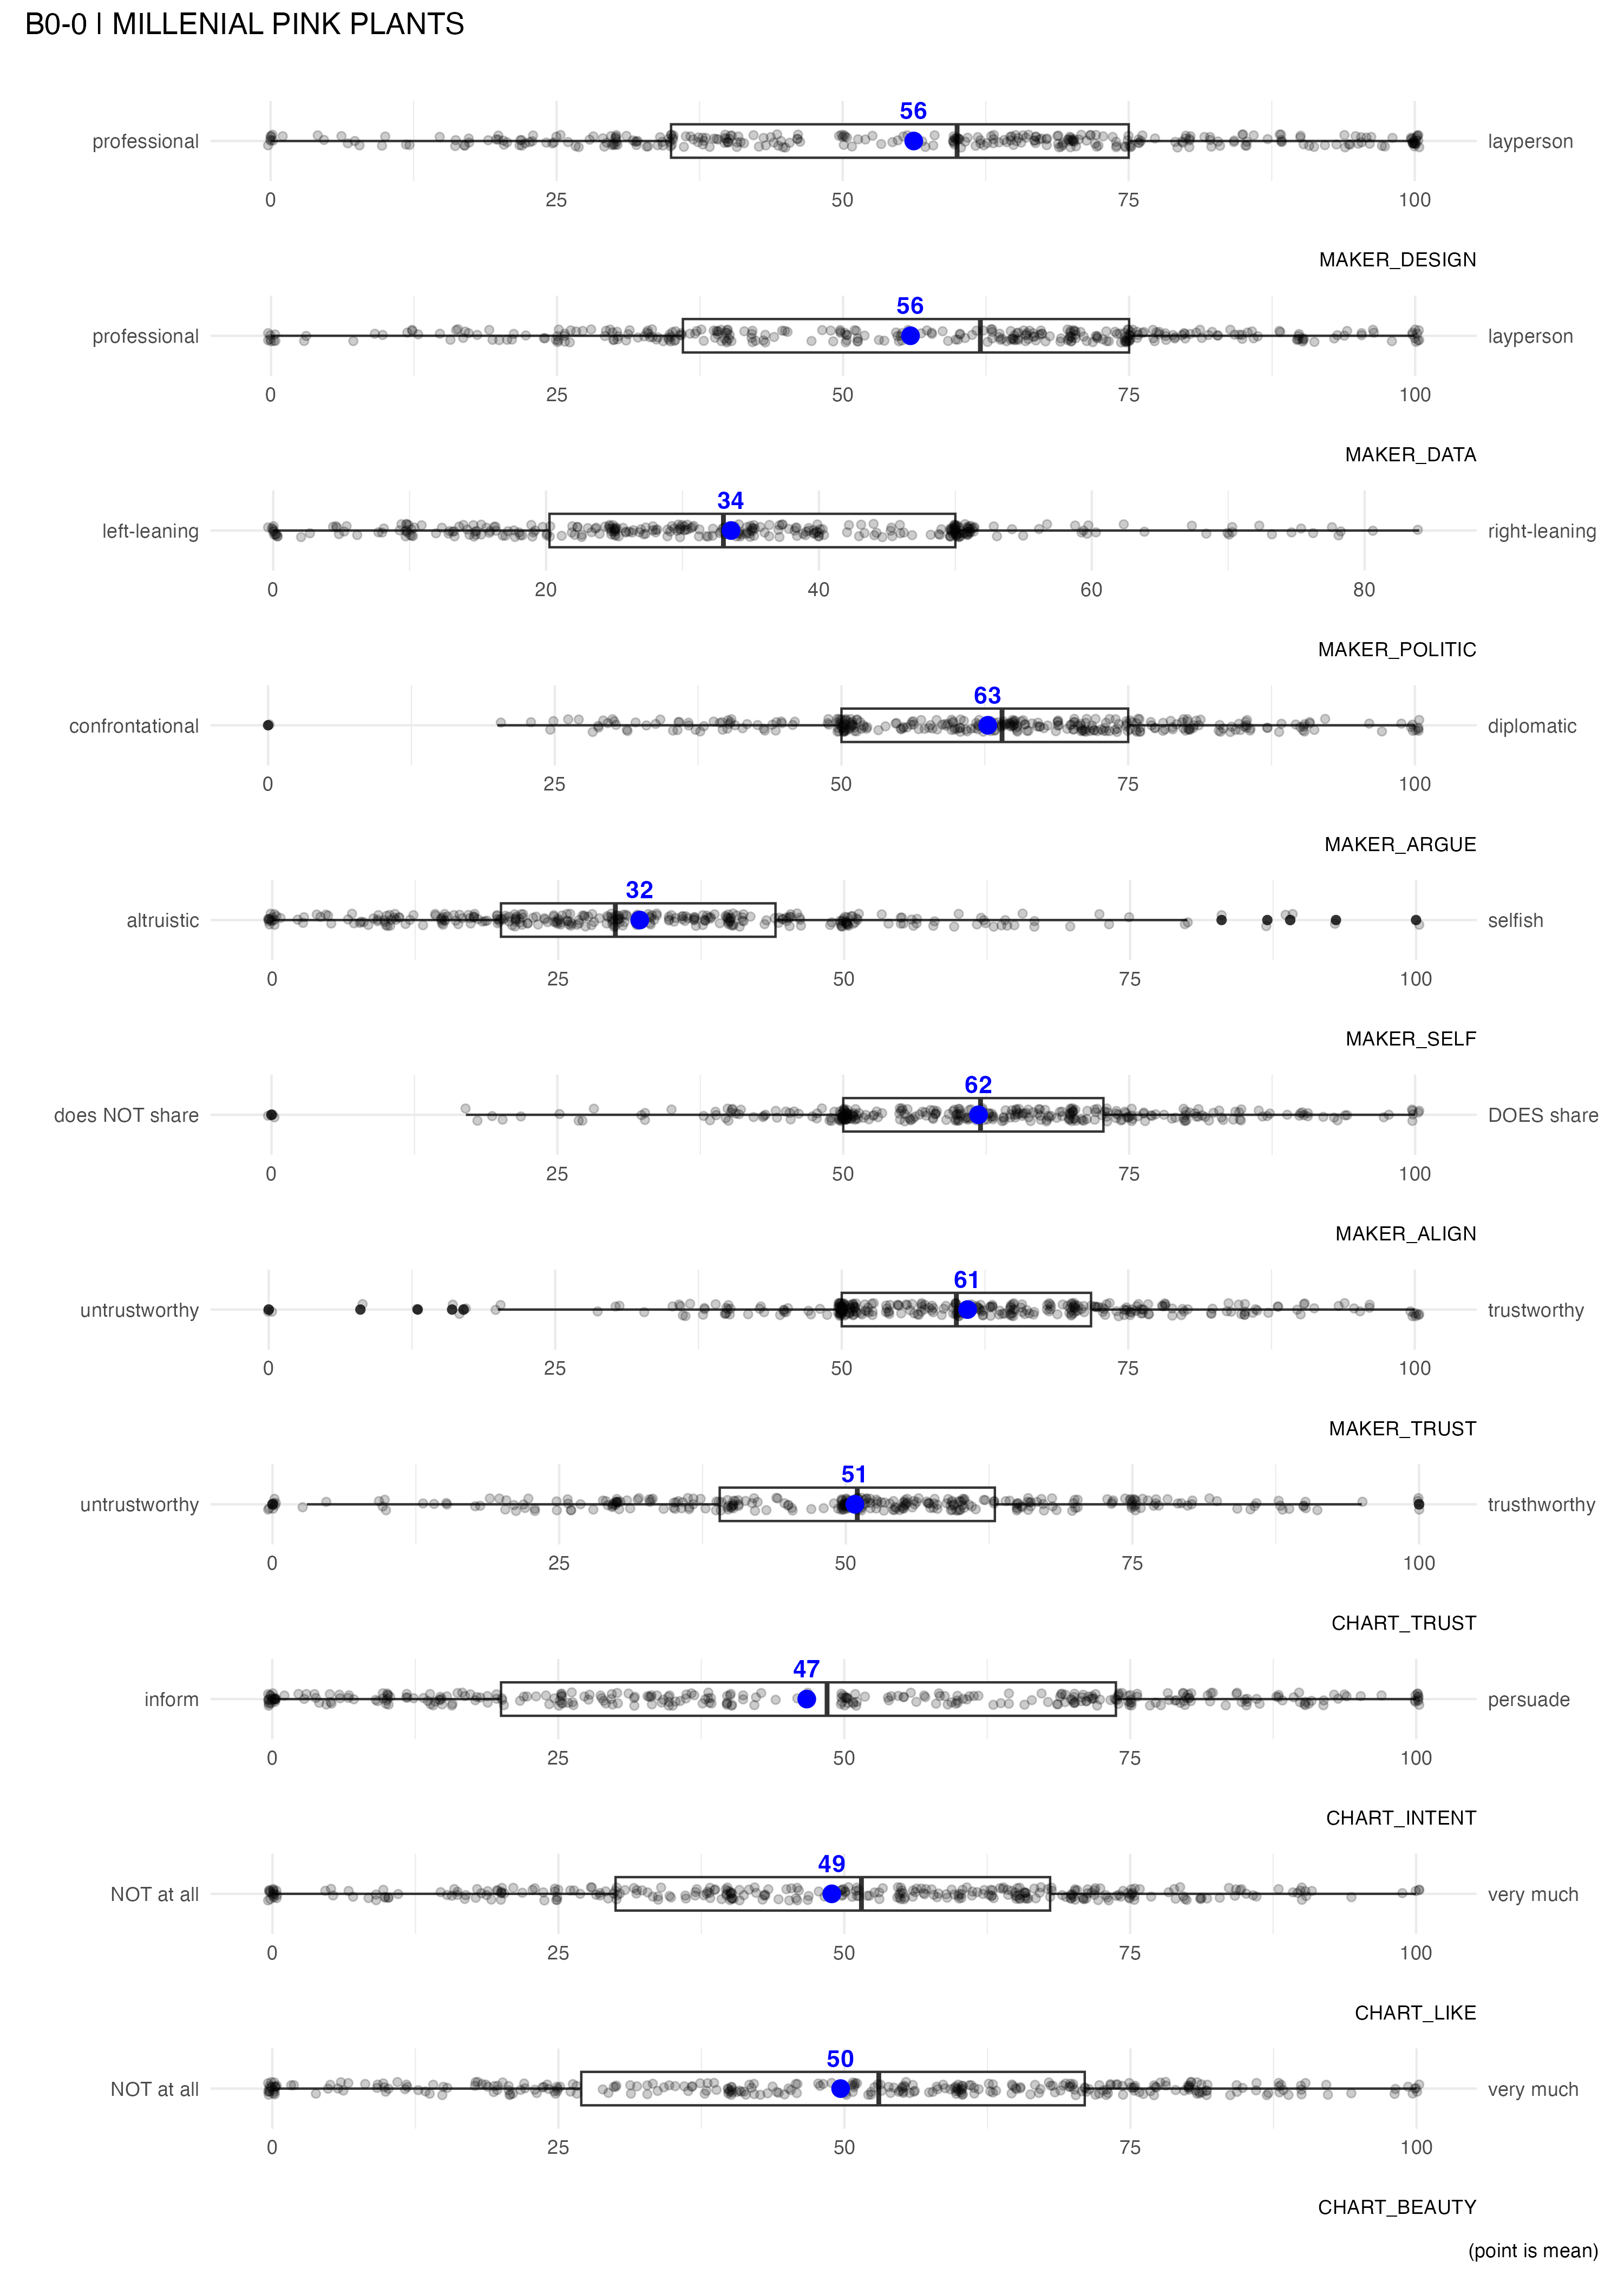 B0-0 | MILLENIAL PINK PLANTS
56
professional layperson
0 25 50 75 100
MAKER_DESIGN
56
professional layperson
0 25 50 75 100
MAKER_DATA
34
left-leaning right-leaning
0 20 40 60 80
MAKER_POLITIC
63
confrontational diplomatic
0 25 50 75 100
MAKER_ARGUE
32
altruistic selfish
0 25 50 75 100
MAKER_SELF
62
does NOT share DOES share
0 25 50 75 100
MAKER_ALIGN
61
untrustworthy trustworthy
0 25 50 75 100
MAKER_TRUST
51
untrustworthy trusthworthy
0 25 50 75 100
CHART_TRUST
47
inform persuade
0 25 50 75 100
CHART_INTENT
49
NOT at all very much
0 25 50 75 100
CHART_LIKE
50
NOT at all very much
0 25 50 75 100
CHART_BEAUTY
(point is mean)